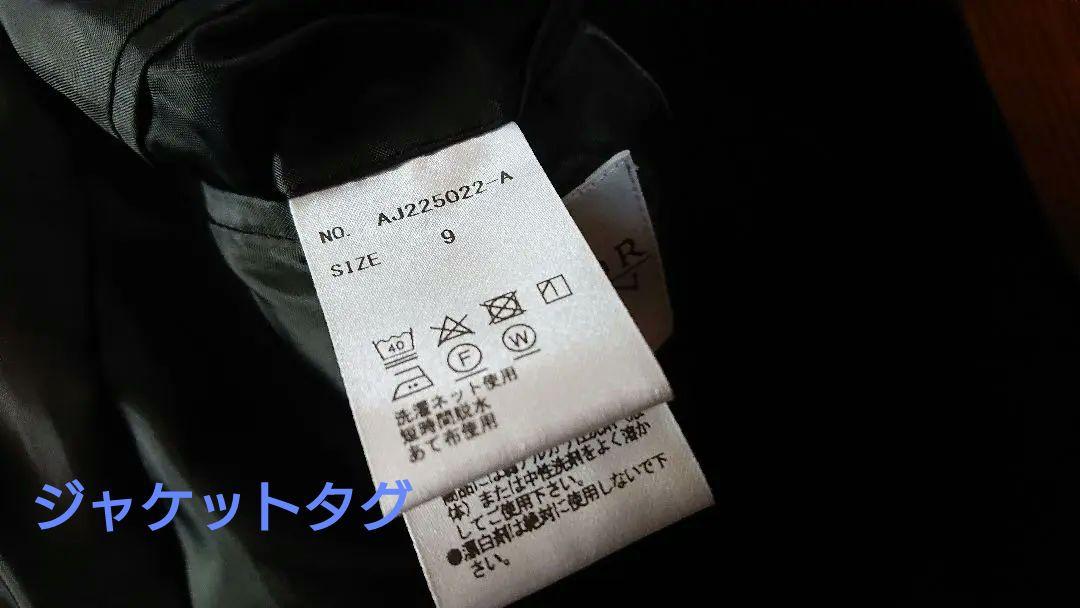 NO. AJ225022-A
SIZE 9
40
F
W
洗濯ネット使用
短時間脱水
あて布使用
体）または中性洗剤をよく溶か
してご使用下さい。
●漂白剤は絶対に使用しないで下
さい。
R
ジャケットタグ